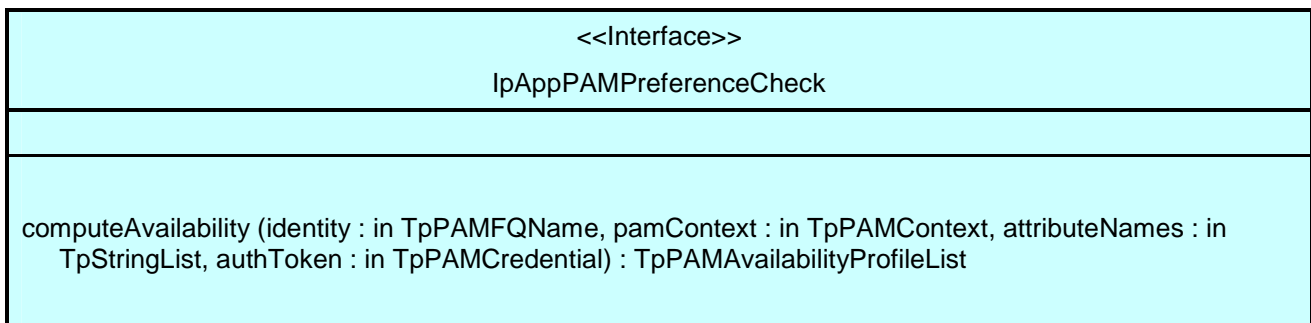 <<Interface>>
IpAppPAMPreferenceCheck
computeAvailability (identity : in TpPAMFQName, pamContext : in TpPAMContext, attributeNames : in
TpStringList, authToken : in TpPAMCredential) : TpPAMAvailabilityProfileList